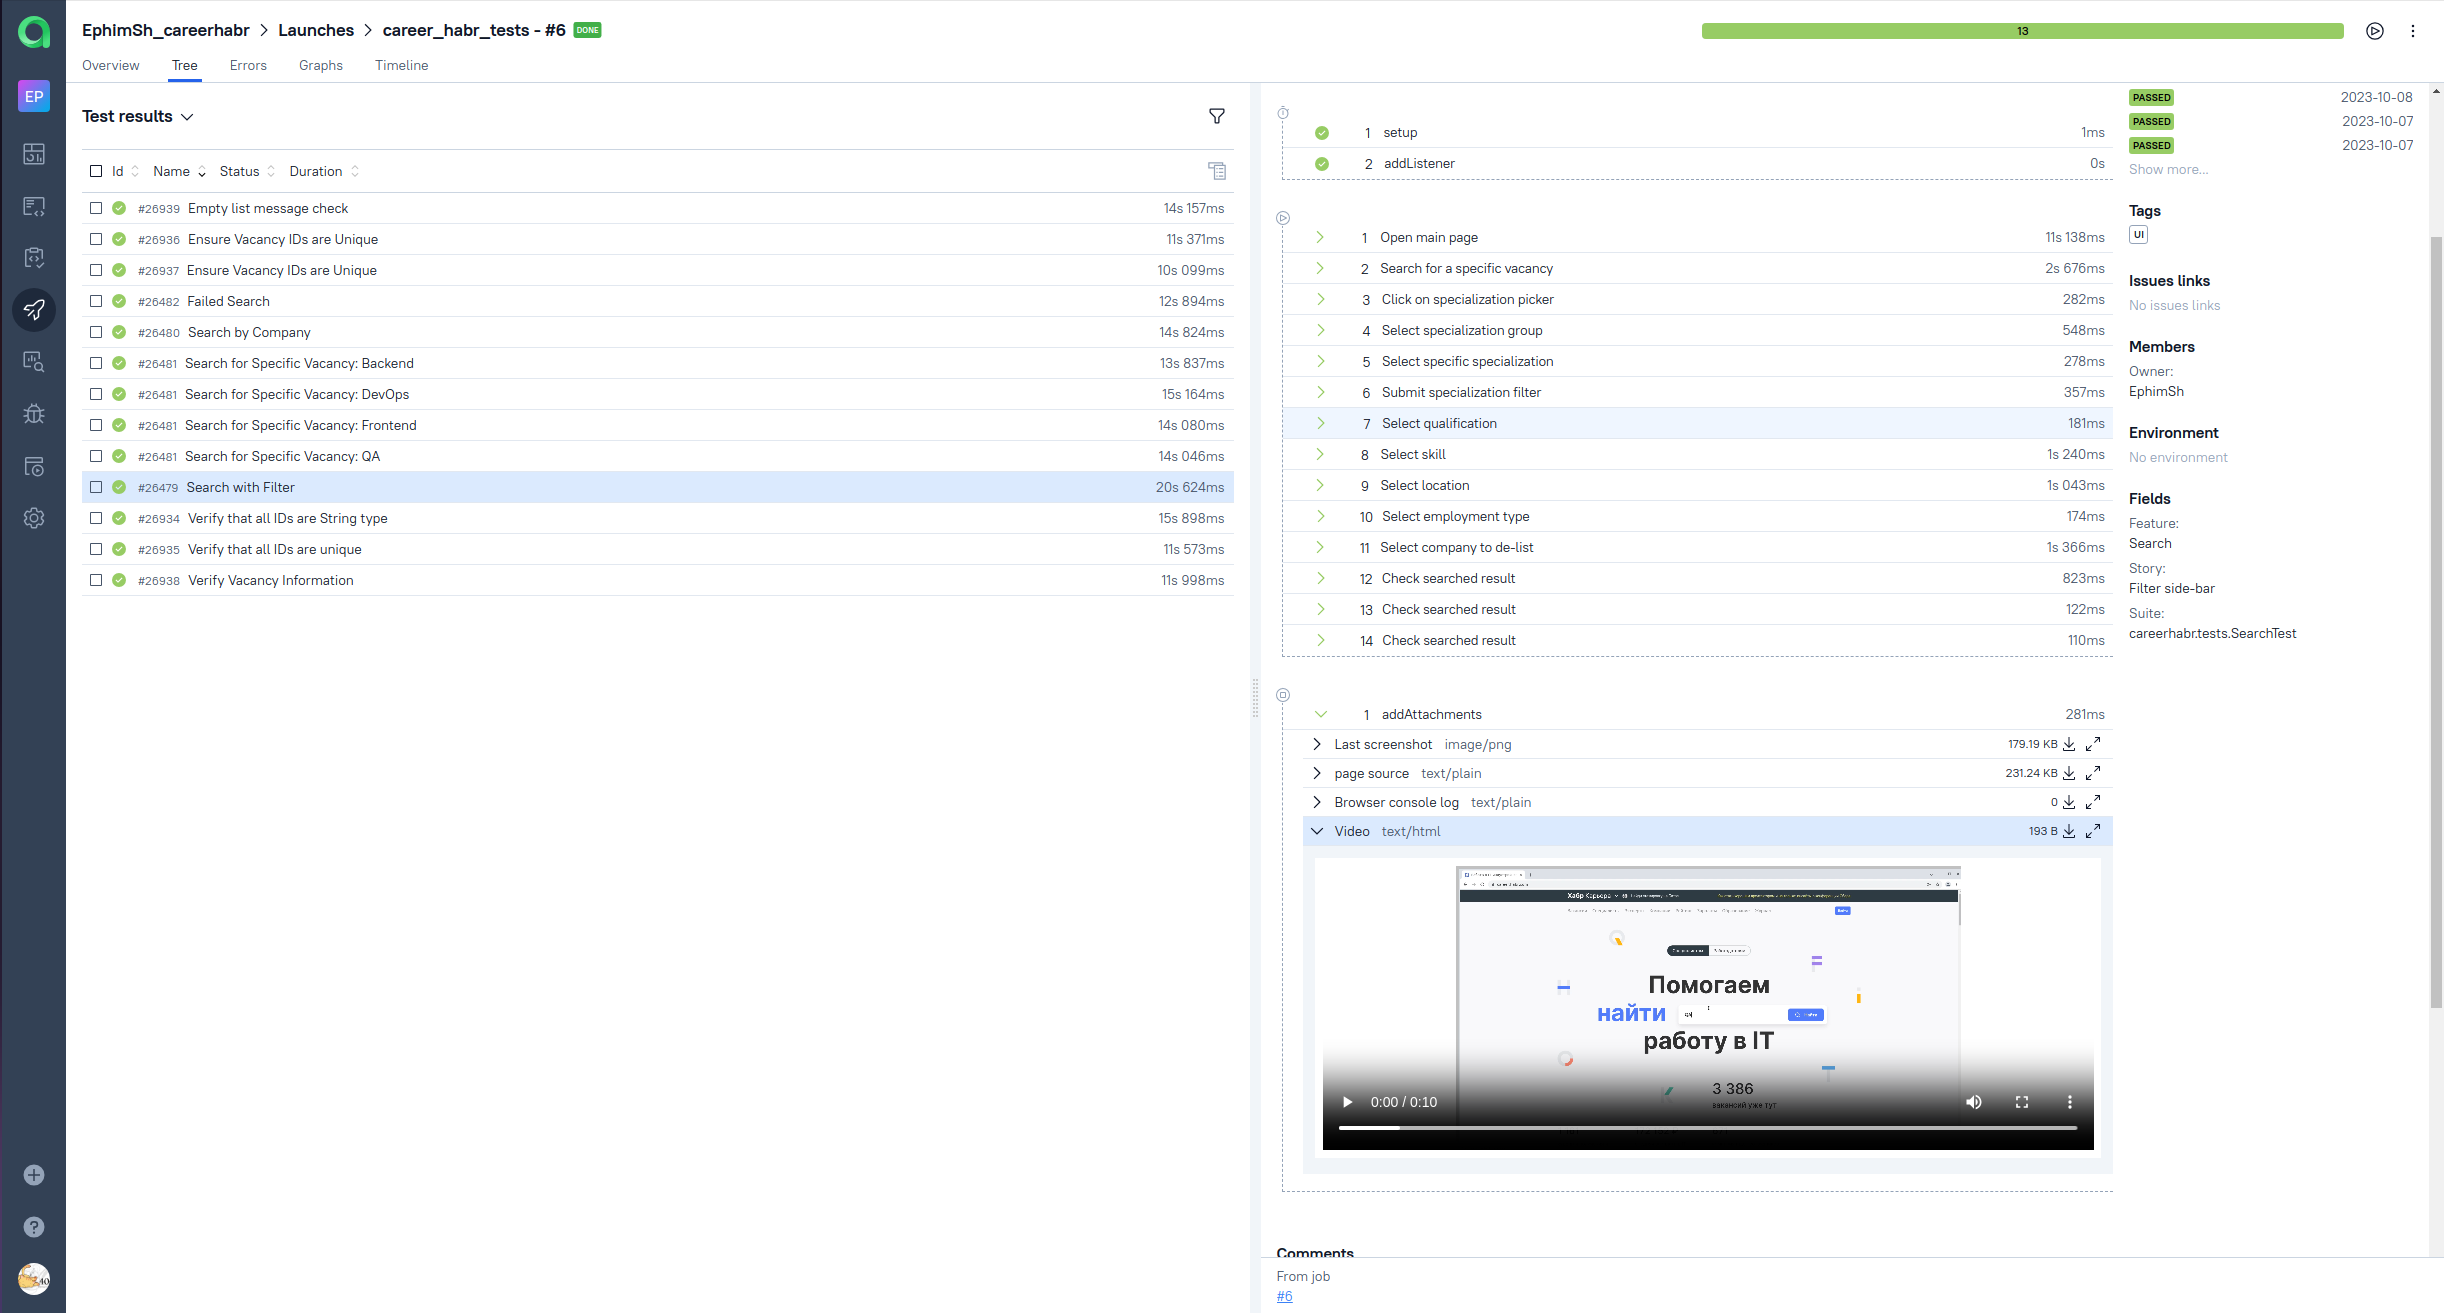 EphimSh_careerhabr > Launches > career_habr_tests - #6 DONE
13
Overview Tree Errors Graphs Timeline
EP
Test results
Id Name Status Duration
#26939 Empty list message check 14s 157ms
#26936 Ensure Vacancy IDs are Unique 11s 371ms
#26937 Ensure Vacancy IDs are Unique 10s 099ms
#26482 Failed Search 12s 894ms
#26480 Search by Company 14s 824ms
#26481 Search for Specific Vacancy: Backend 13s 837ms
#26481 Search for Specific Vacancy: DevOps 15s 164ms
#26481 Search for Specific Vacancy: Frontend 14s 080ms
#26481 Search for Specific Vacancy: QA 14s 046ms
#26479 Search with Filter 20s 624ms
#26934 Verify that all IDs are String type 15s 898ms
#26935 Verify that all IDs are unique 11s 573ms
#26938 Verify Vacancy Information 11s 998ms
1 setup 1ms
2 addListener 0s
1 Open main page 11s 138ms
2 Search for a specific vacancy 2s 676ms
3 Click on specialization picker 282ms
4 Select specialization group 548ms
5 Select specific specialization 278ms
6 Submit specialization filter 357ms
7 Select qualification 181ms
8 Select skill 1s 240ms
9 Select location 1s 043ms
10 Select employment type 174ms
11 Select company to de-list 1s 366ms
12 Check searched result 823ms
13 Check searched result 122ms
14 Check searched result 110ms
1 addAttachments 281ms
Last screenshot image/png 179.19 KB
page source text/plain 231.24 KB
Browser console log text/plain 0
Video text/html 193 B
Хабр Карьера
Помогаем
найти QA Найти
работу в IT
3 386
вакансий уже тут
0:00 / 0:10
Comments
From job
#6
PASSED 2023-10-08
PASSED 2023-10-07
PASSED 2023-10-07
Show more...
Tags
UI
Issues links
No issues links
Members
Owner:
EphimSh
Environment
No environment
Fields
Feature:
Search
Story:
Filter side-bar
Suite:
careerhabr.tests.SearchTest